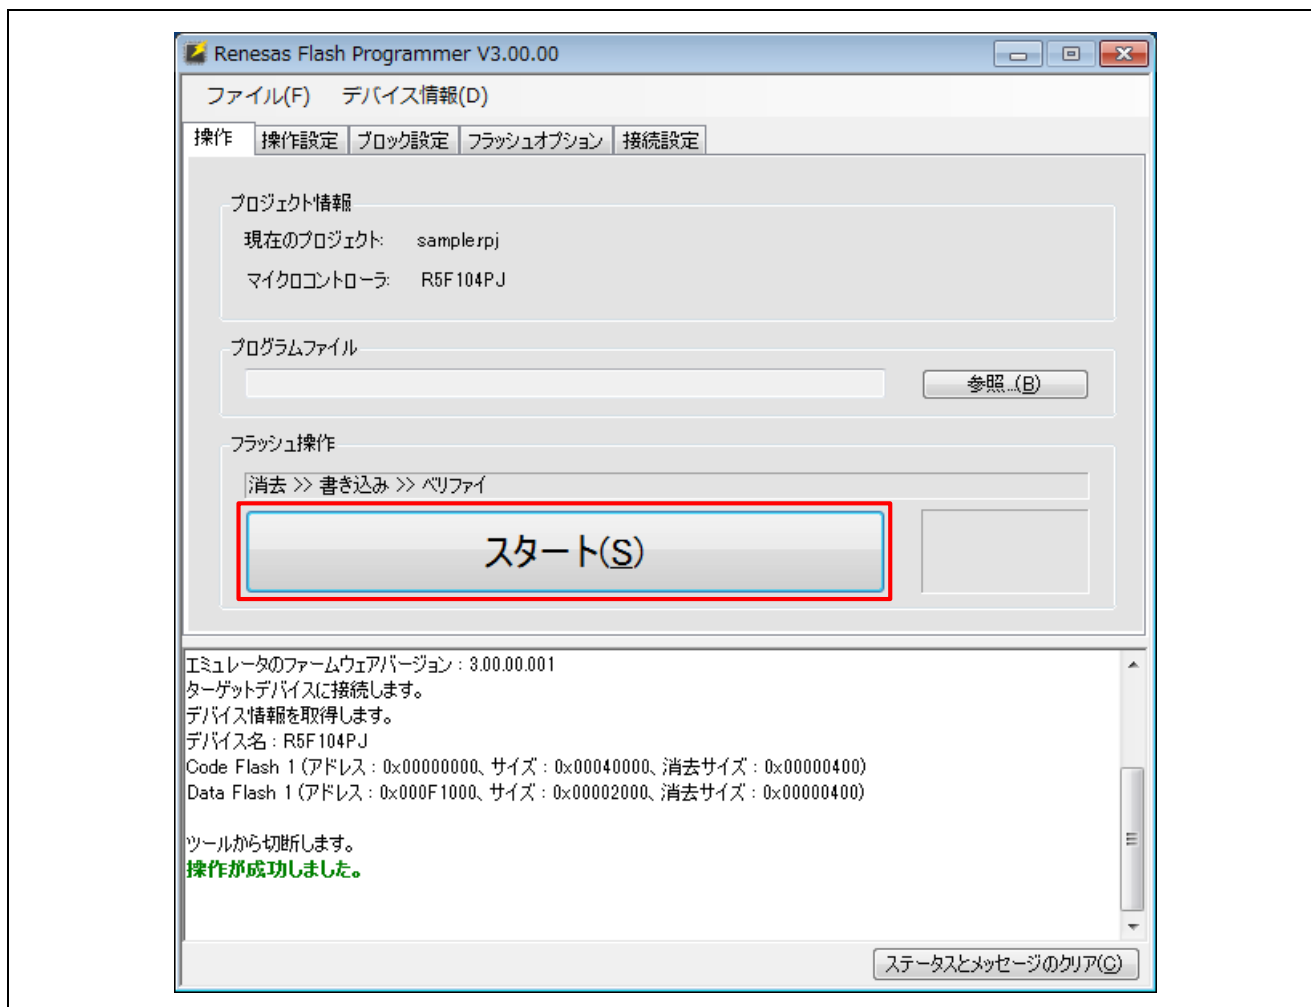 Renesas Flash Programmer V3.00.00
ファイル(F) デバイス情報(D)
操作 操作設定 ブロック設定 フラッシュオプション 接続設定
プロジェクト情報
現在のプロジェクト: sample.rpj
マイクロコントローラ: R5F104PJ
プログラムファイル
参照...(B)
フラッシュ操作
消去 >> 書き込み >> ベリファイ
スタート(S)
エミュレータのファームウェアバージョン : 3.00.00.001
ターゲットデバイスに接続します。
デバイス情報を取得します。
デバイス名 : R5F104PJ
Code Flash 1 (アドレス : 0x00000000、サイズ : 0x00040000、消去サイズ : 0x00000400)
Data Flash 1 (アドレス : 0x000F1000、サイズ : 0x00002000、消去サイズ : 0x00000400)
ツールから切断します。
操作が成功しました。
ステータスとメッセージのクリア(C)